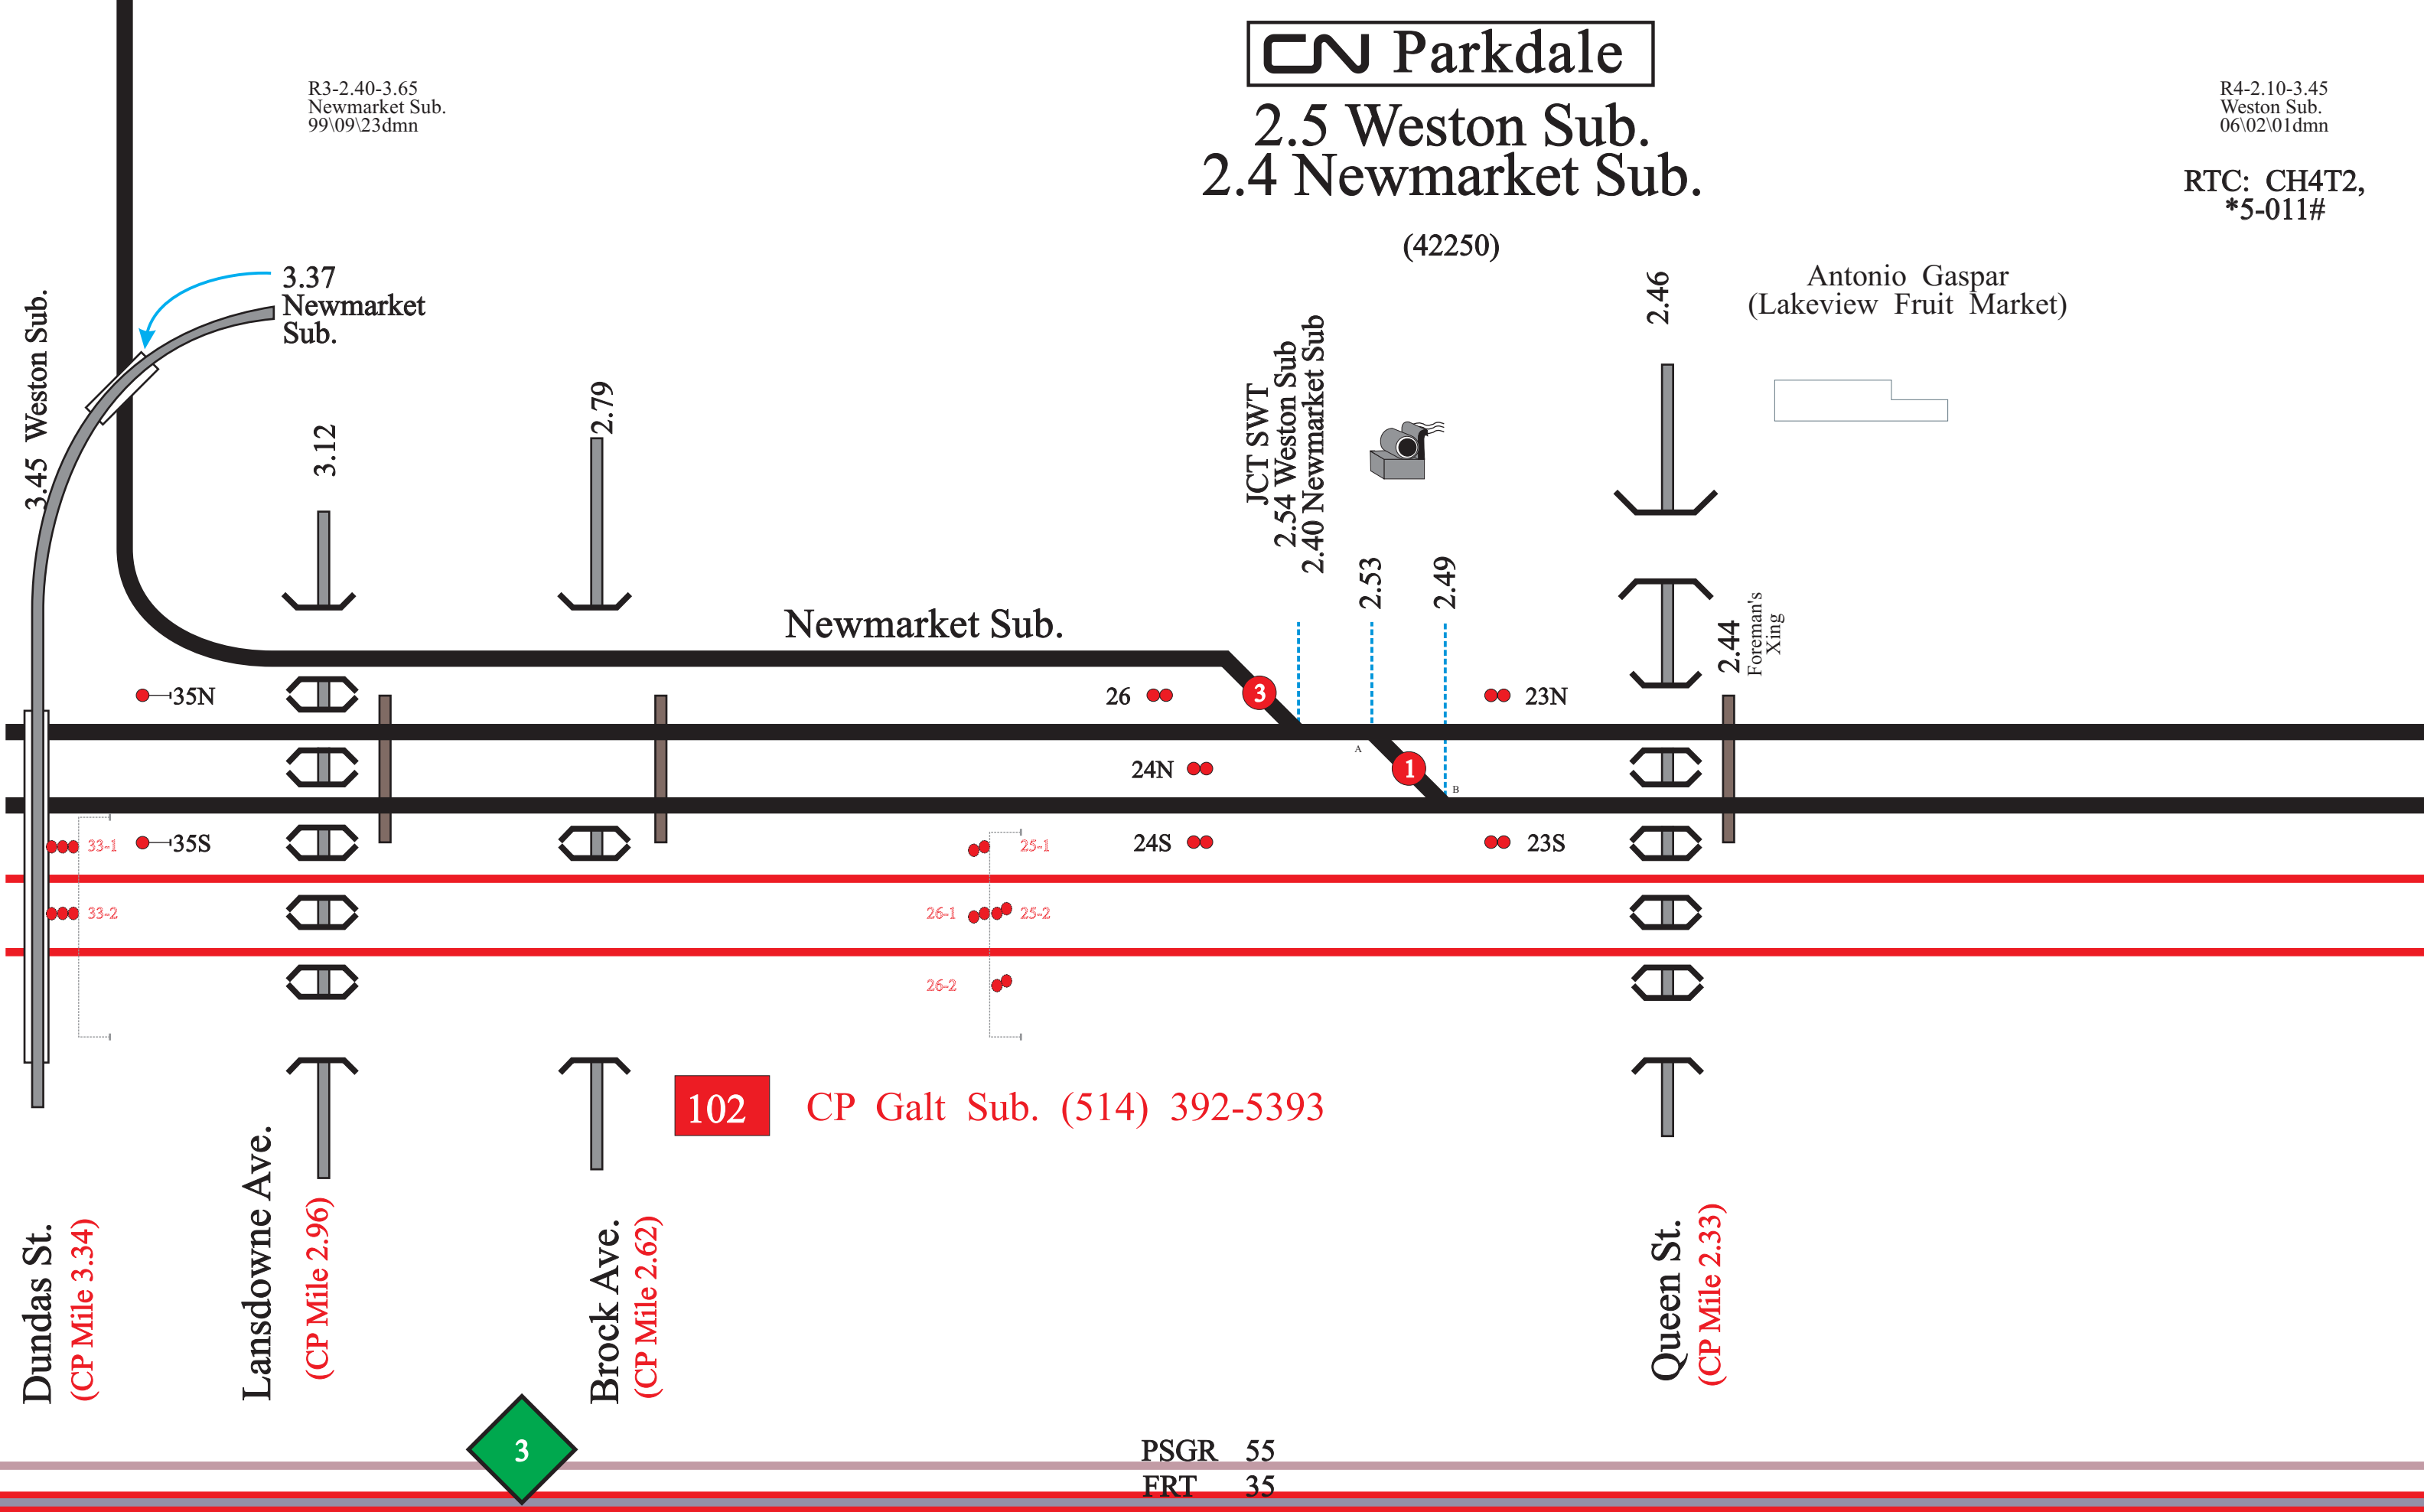 CN Parkdale
2.5 Weston Sub.
2.4 Newmarket Sub.
(42250)
R3-2.40-3.65
Newmarket Sub.
99\09\23dmn
R4-2.10-3.45
Weston Sub.
06\02\01dmn
RTC: CH4T2,
*5-011#
3.37
Newmarket
Sub.
3.45 Weston Sub.
3.12
2.79
JCT SWT
2.54 Weston Sub
2.40 Newmarket Sub
2.53
2.49
2.46
Antonio Gaspar
(Lakeview Fruit Market)
2.44
Foreman's
Xing
Newmarket Sub.
35N
26
3
23N
A
24N
1
B
33-1
35S
25-1
24S
23S
33-2
26-1
25-2
26-2
102
CP Galt Sub. (514) 392-5393
Dundas St.
(CP Mile 3.34)
Lansdowne Ave.
(CP Mile 2.96)
Brock Ave.
(CP Mile 2.62)
Queen St.
(CP Mile 2.33)
3
PSGR 55
FRT 35